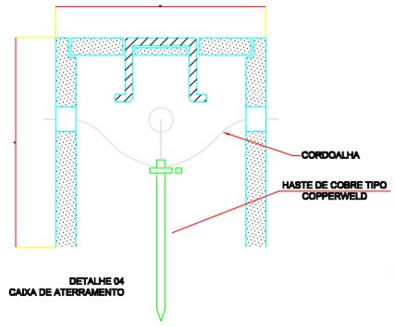 CORDOALHA
HASTE DE COBRE TIPO
COPPERWELD
DETALHE 04
CAIXA DE ATERRAMENTO